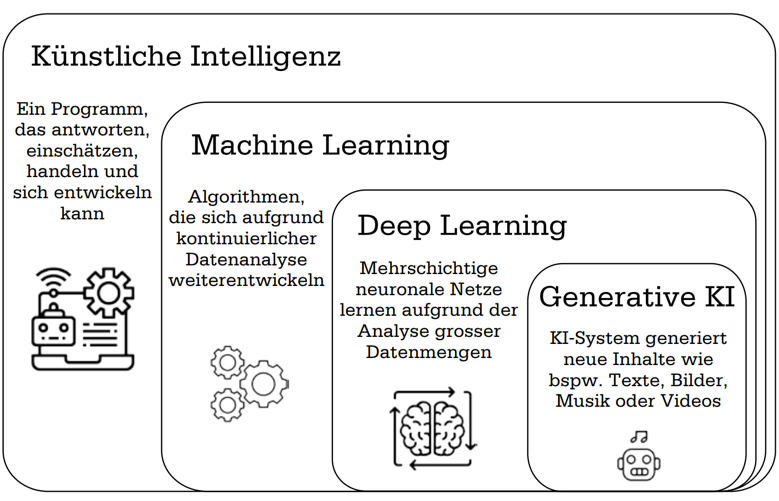 Künstliche Intelligenz
Ein Programm,
das antworten,
einschätzen,
handeln und
sich entwickeln
kann
Machine Learning
Algorithmen,
die sich aufgrund
kontinuierlicher
Datenanalyse
weiterentwickeln
Deep Learning
Mehrschichtige
neuronale Netze
lernen aufgrund der
Analyse grosser
Datenmengen
Generative KI
KI-System generiert
neue Inhalte wie
bspw. Texte, Bilder,
Musik oder Videos